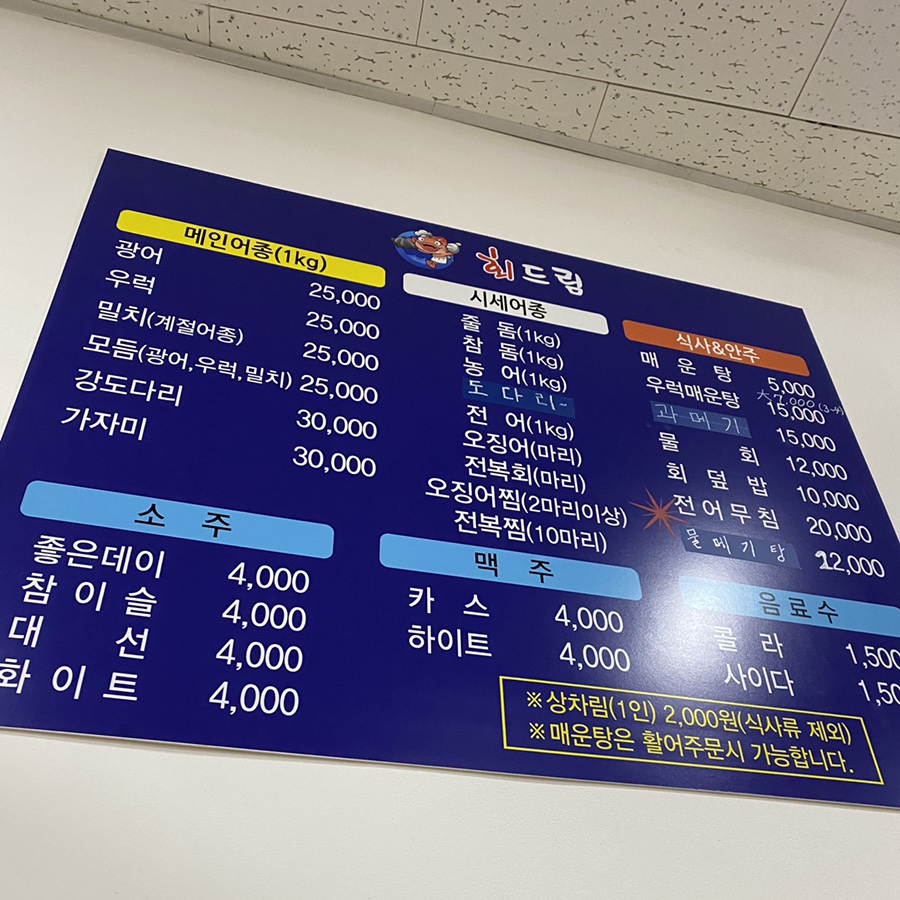 회드림
메인어종(1kg)
광어 25,000
우럭 25,000
밀치(계절어종) 25,000
모듬(광어,우럭,밀치) 25,000
강도다리 30,000
가자미 30,000
시세어종
줄 돔(1kg)
참 돔(1kg)
농 어(1kg)
도다리~
전 어(1kg)
오징어(마리)
전복회(마리)
오징어찜(2마리이상)
전복찜(10마리)
식사&안주
매 운 탕 5,000
大 7,000 (3~4)
우럭매운탕 15,000
과메기 15,000
물 회 12,000
회 덮 밥 10,000
전어무침 20,000
물메기탕 12,000
소 주
좋은데이 4,000
참 이 슬 4,000
대 선 4,000
화 이 트 4,000
맥 주
카 스 4,000
하이트 4,000
음료수
콜 라 1,500
사이다 1,50
※상차림(1인) 2,000원(식사류 제외)
※매운탕은 활어주문시 가능합니다.